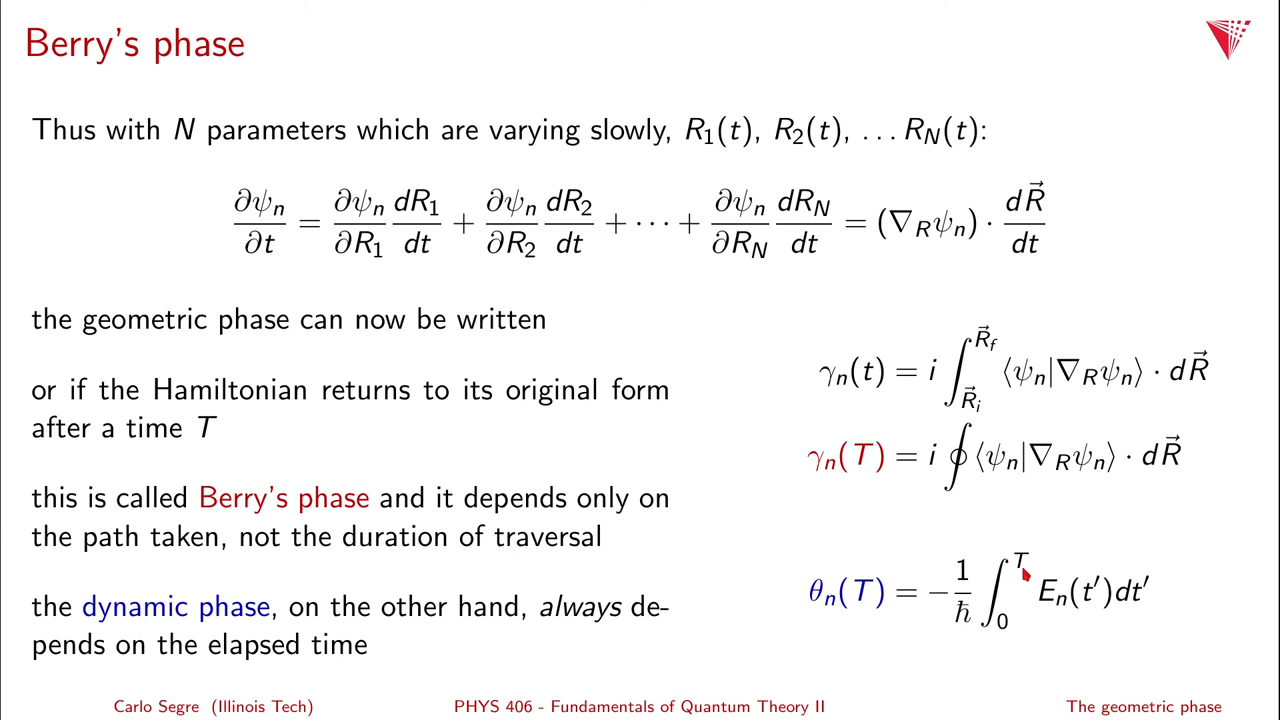 Berry's phase
Thus with N parameters which are varying slowly, R₁(t), R₂(t), … R_N(t):
∂ψₙ/∂t = ∂ψₙ/∂R₁ dR₁/dt + ∂ψₙ/∂R₂ dR₂/dt + ⋯ + ∂ψₙ/∂R_N dR_N/dt = (∇_R ψₙ) · dR⃗/dt
the geometric phase can now be written
γₙ(t) = i ∫_{R⃗ᵢ}^{R⃗_f} ⟨ψₙ|∇_R ψₙ⟩ · dR⃗
or if the Hamiltonian returns to its original form
after a time T
γₙ(T) = i ∮ ⟨ψₙ|∇_R ψₙ⟩ · dR⃗
this is called Berry's phase and it depends only on
the path taken, not the duration of traversal
the dynamic phase, on the other hand, always de-
pends on the elapsed time
θₙ(T) = −1/ħ ∫₀ᵀ Eₙ(t′)dt′
Carlo Segre (Illinois Tech) PHYS 406 - Fundamentals of Quantum Theory II The geometric phase